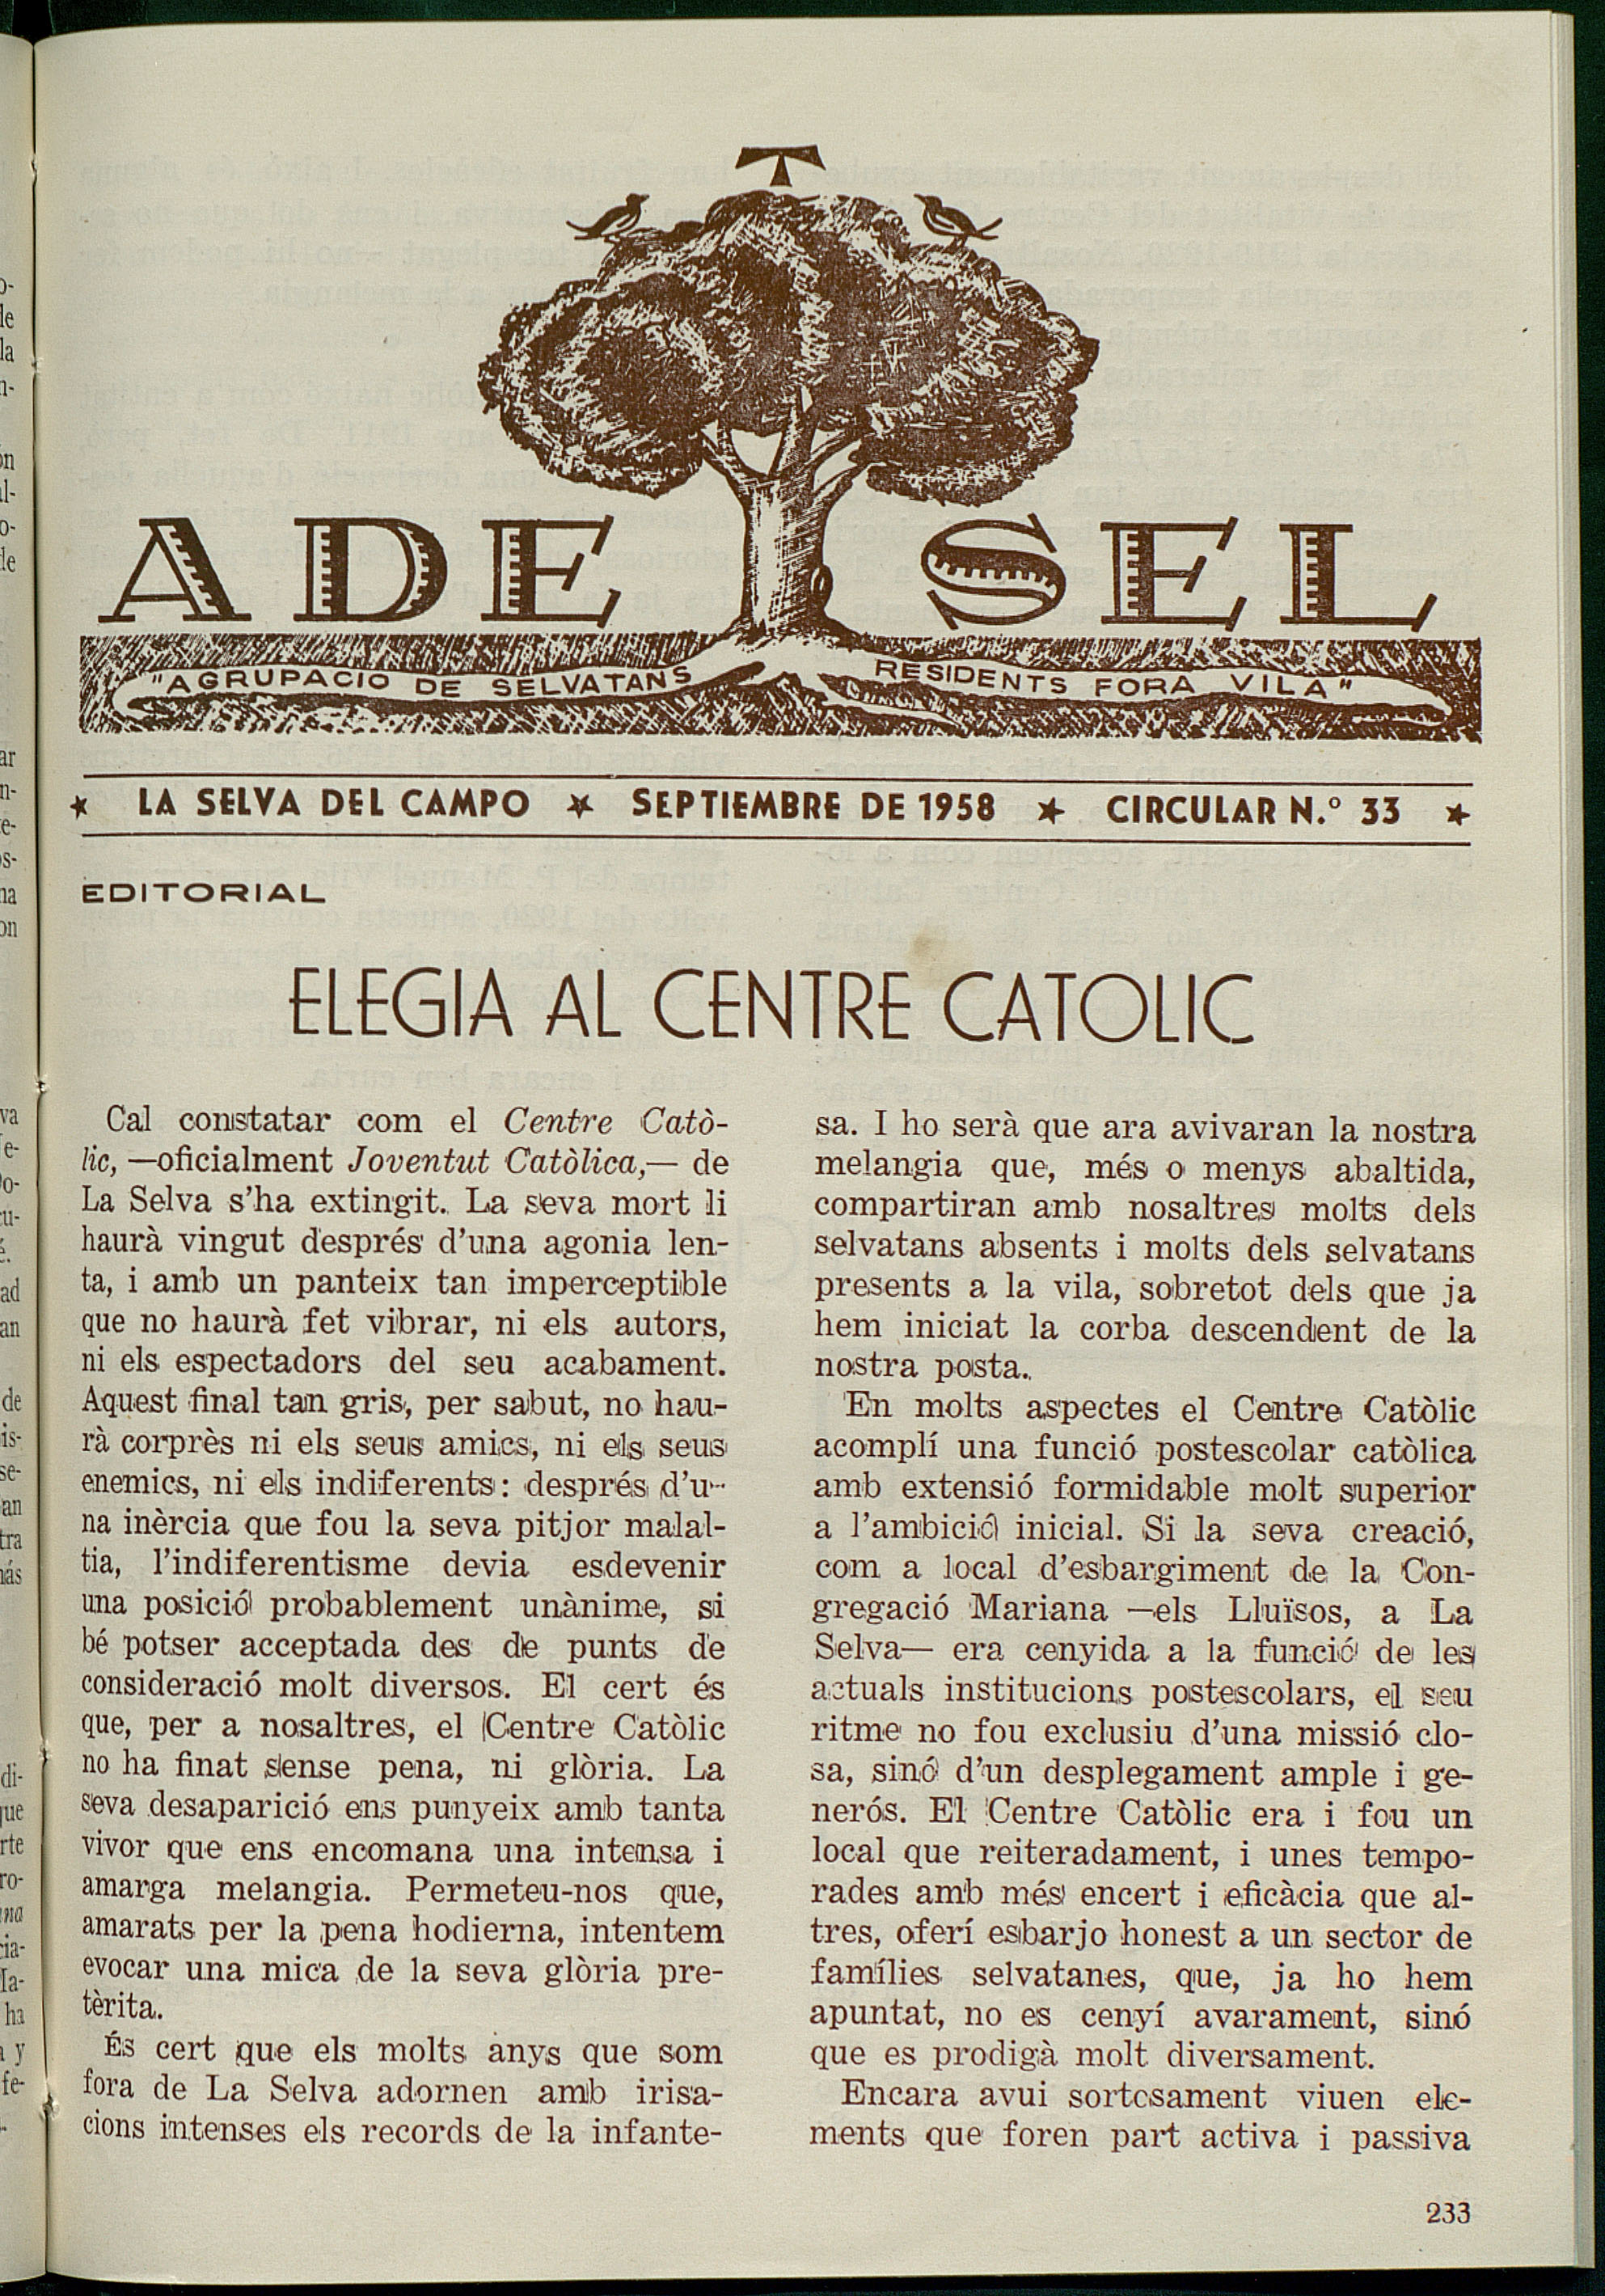 ADE SEL
"AGRUPACIO DE SELVATANS RESIDENTS FORA VILA"
★ LA SELVA DEL CAMPO ★ SEPTIEMBRE DE 1958 ★ CIRCULAR N.º 33 ★
EDITORIAL
ELEGIA AL CENTRE CATOLIC
Cal constatar com el Centre Catò-
lic, —oficialment Joventut Catòlica,— de
La Selva s'ha extingit. La seva mort li
haurà vingut després d'una agonia len-
ta, i amb un panteix tan imperceptible
que no haurà fet vibrar, ni els autors,
ni els espectadors del seu acabament.
Aquest final tan gris, per sabut, no hau-
rà corprès ni els seus amics, ni els seus
enemics, ni els indiferents: després d'u-
na inèrcia que fou la seva pitjor malal-
tia, l'indiferentisme devia esdevenir
una posició probablement unànime, si
bé potser acceptada des de punts de
consideració molt diversos. El cert és
que, per a nosaltres, el Centre Catòlic
no ha finat sense pena, ni glòria. La
seva desaparició ens punyeix amb tanta
vivor que ens encomana una intensa i
amarga melangia. Permeteu-nos que,
amarats per la pena hodierna, intentem
evocar una mica de la seva glòria pre-
tèrita.
És cert que els molts anys que som
fora de La Selva adornen amb irisa-
cions intenses els records de la infante-
sa. I ho serà que ara avivaran la nostra
melangia que, més o menys abaltida,
compartiran amb nosaltres molts dels
selvatans absents i molts dels selvatans
presents a la vila, sobretot dels que ja
hem iniciat la corba descendent de la
nostra posta.
En molts aspectes el Centre Catòlic
acomplí una funció postescolar catòlica
amb extensió formidable molt superior
a l'ambició inicial. Si la seva creació,
com a local d'esbargiment de la Con-
gregació Mariana —els Lluïsos, a La
Selva— era cenyida a la funció de les
actuals institucions postescolars, el seu
ritme no fou exclusiu d'una missió clo-
sa, sinó d'un desplegament ample i ge-
nerós. El Centre Catòlic era i fou un
local que reiteradament, i unes tempo-
rades amb més encert i eficàcia que al-
tres, oferí esbarjo honest a un sector de
famílies selvatanes, que, ja ho hem
apuntat, no es cenyí avarament, sinó
que es prodigà molt diversament.
Encara avui sortosament viuen ele-
ments que foren part activa i passiva
233